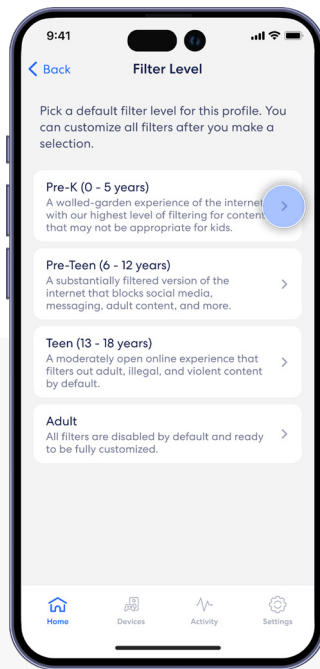 9:41
Back
Filter Level
Pick a default filter level for this profile. You
can customize all filters after you make a
selection.
Pre-K (0 - 5 years)
A walled-garden experience of the internet
with our highest level of filtering for content
that may not be appropriate for kids.
Pre-Teen (6 - 12 years)
A substantially filtered version of the
internet that blocks social media,
messaging, adult content, and more.
Teen (13 - 18 years)
A moderately open online experience that
filters out adult, illegal, and violent content
by default.
Adult
All filters are disabled by default and ready
to be fully customized.
Home
Devices
Activity
Settings